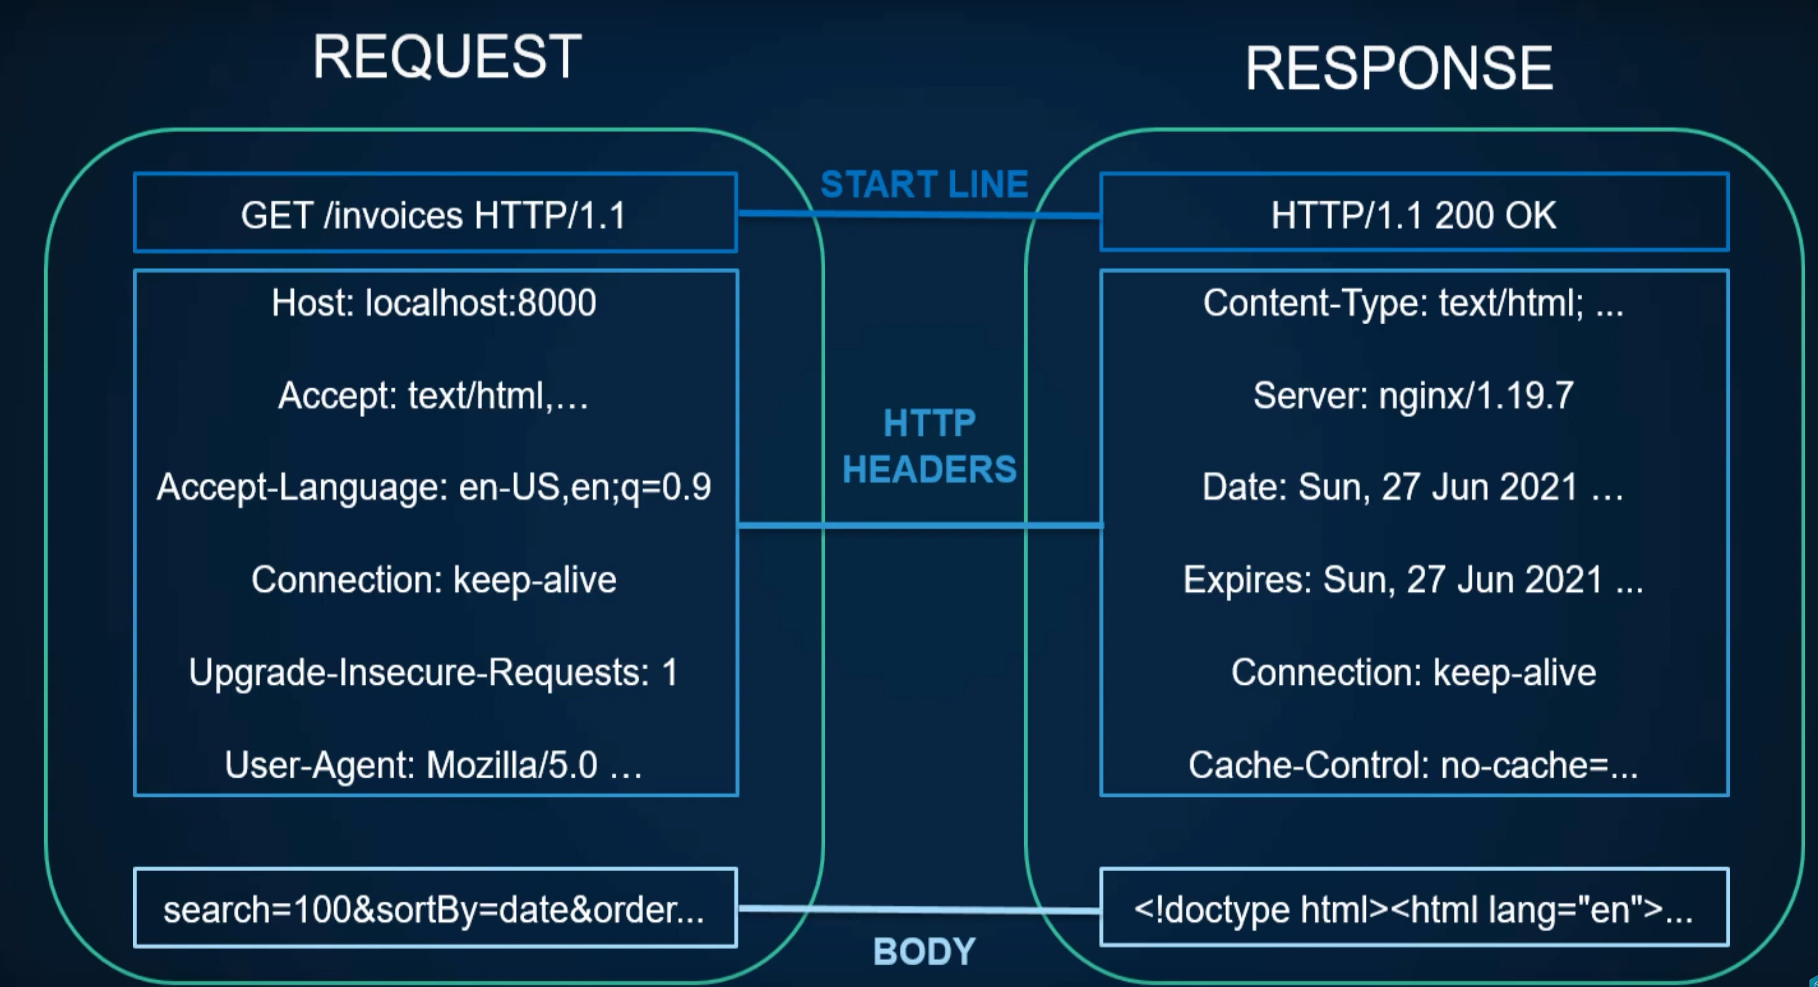 REQUEST
GET /invoices HTTP/1.1
Host: localhost:8000
Accept: text/html,…
Accept-Language: en-US,en;q=0.9
Connection: keep-alive
Upgrade-Insecure-Requests: 1
User-Agent: Mozilla/5.0 …
search=100&sortBy=date&order...
START LINE
HTTP
HEADERS
BODY
RESPONSE
HTTP/1.1 200 OK
Content-Type: text/html; ...
Server: nginx/1.19.7
Date: Sun, 27 Jun 2021 …
Expires: Sun, 27 Jun 2021 ...
Connection: keep-alive
Cache-Control: no-cache=...
<!doctype html><html lang="en">...